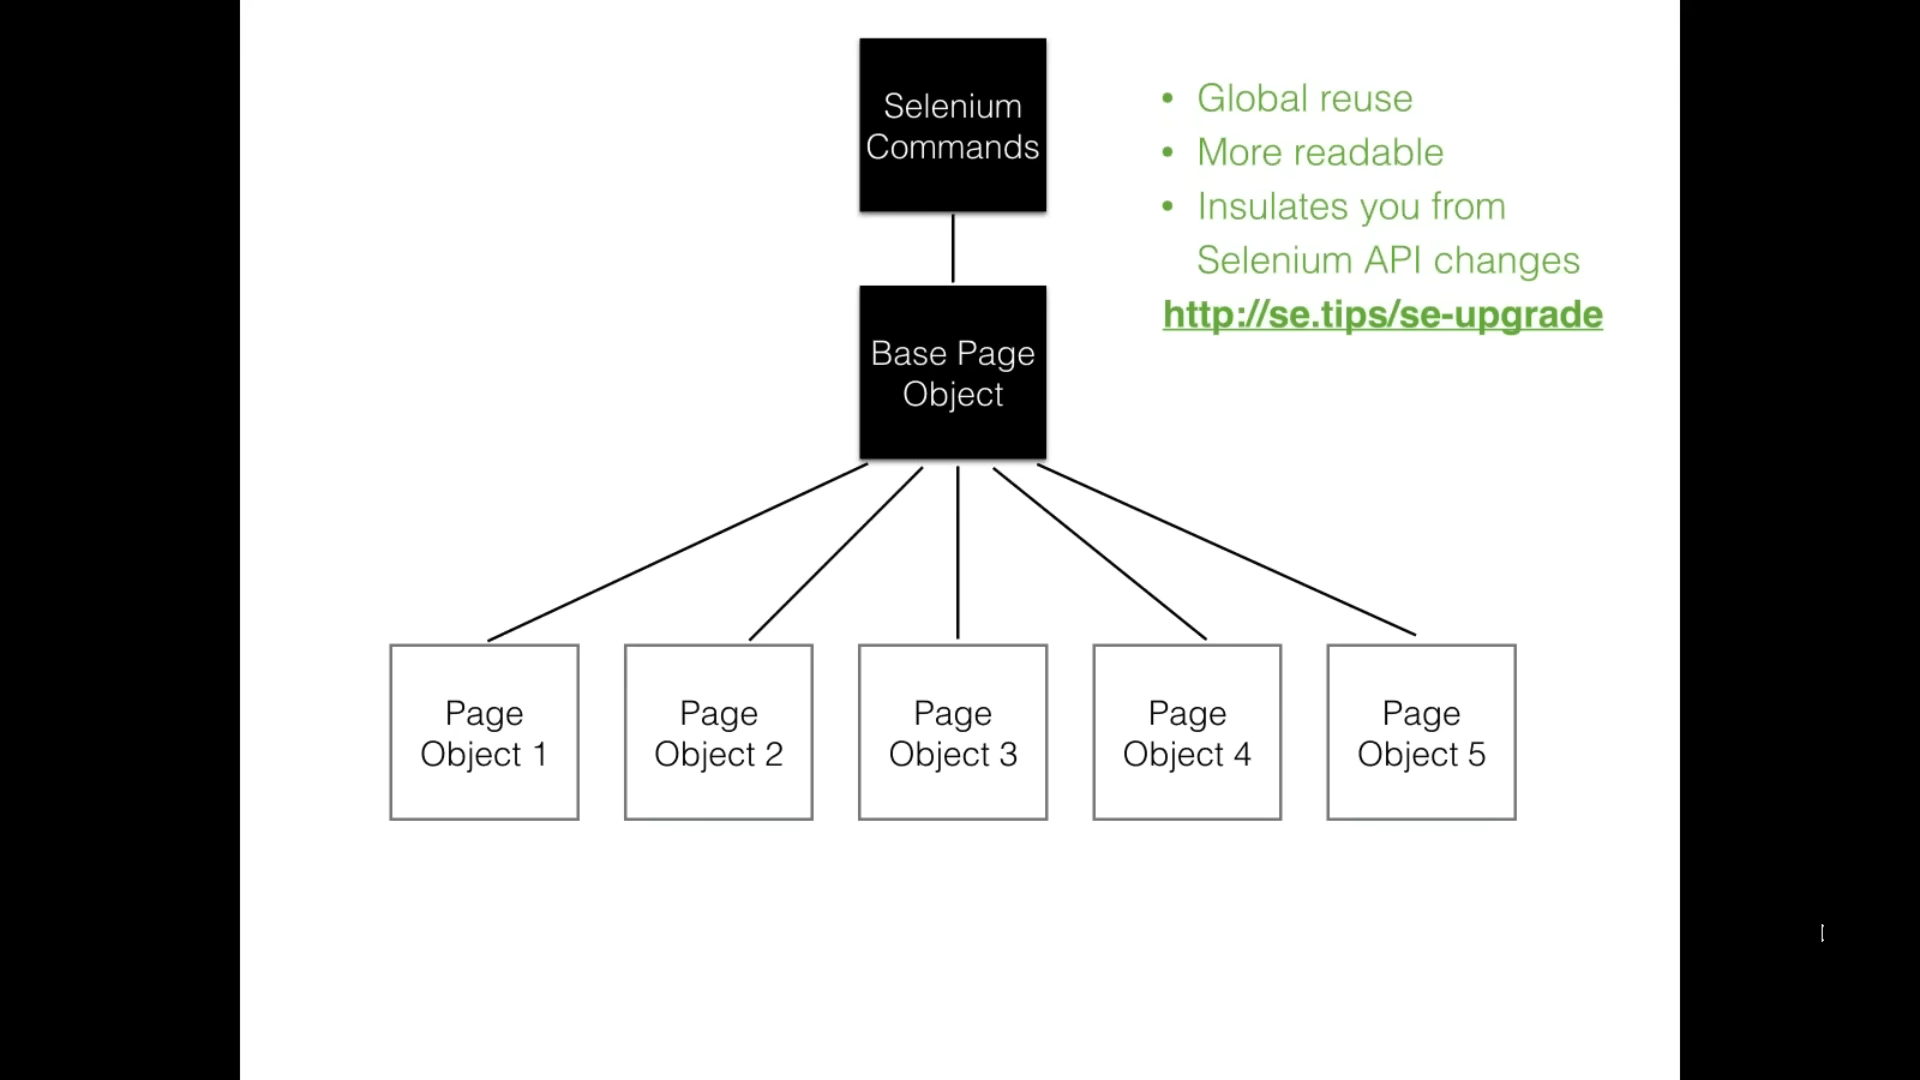 Selenium
Commands
• Global reuse
• More readable
• Insulates you from
Selenium API changes
http://se.tips/se-upgrade
Base Page
Object
Page
Object 1
Page
Object 2
Page
Object 3
Page
Object 4
Page
Object 5